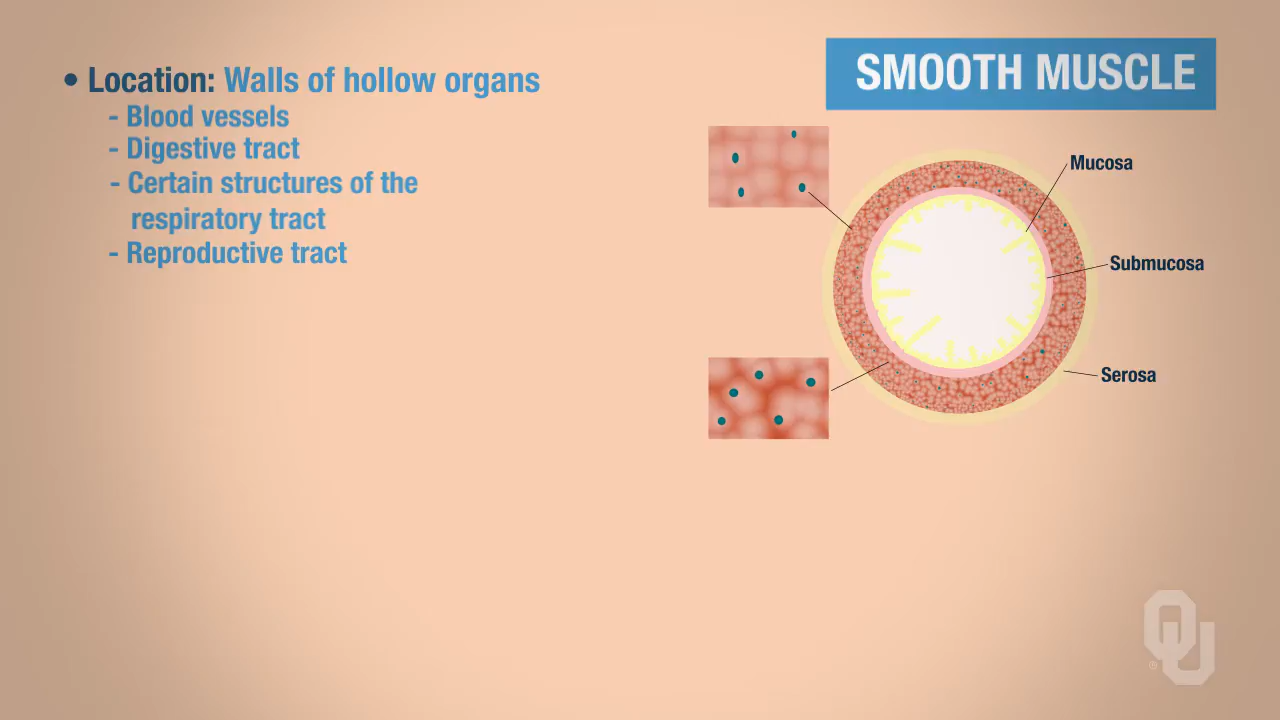 • Location: Walls of hollow organs
- Blood vessels
- Digestive tract
- Certain structures of the
respiratory tract
- Reproductive tract
SMOOTH MUSCLE
Mucosa
Submucosa
Serosa
OU
®